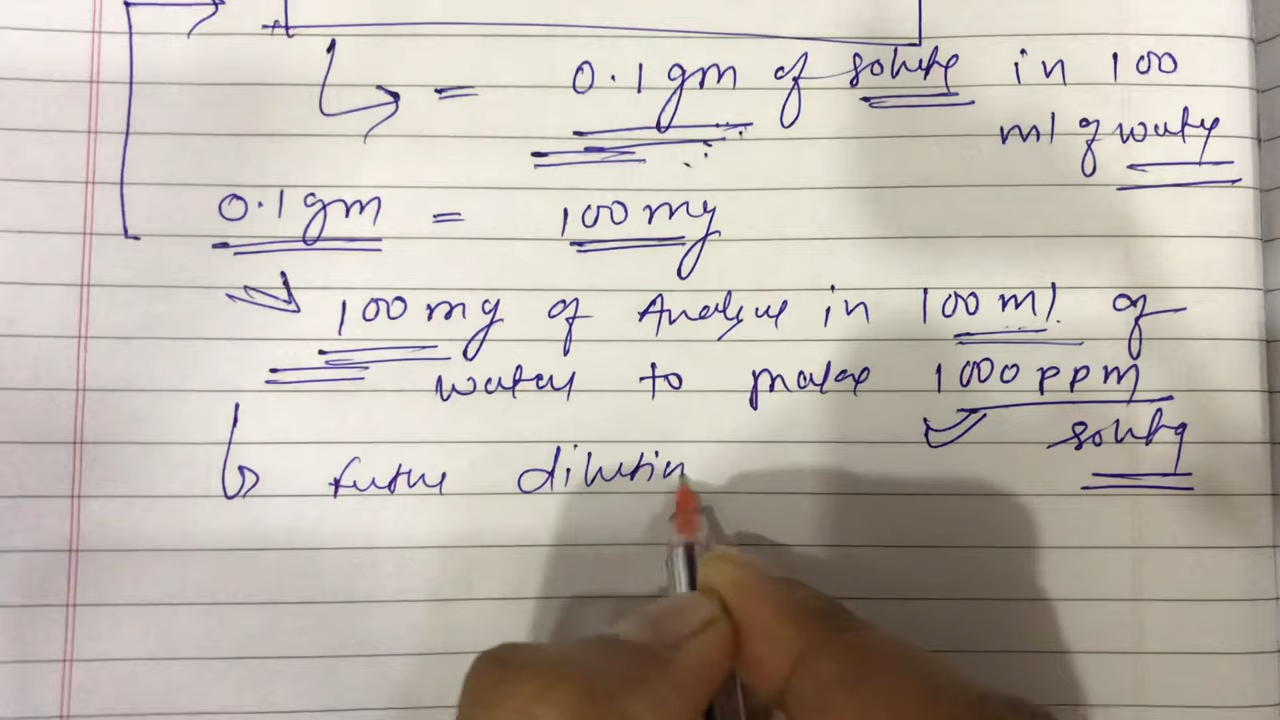 = 0.1 gm of solute in 100
ml of water
0.1 gm = 100 mg
100 mg of Analyte in 100 ml of
water to make 1000 ppm
solution
future dilution